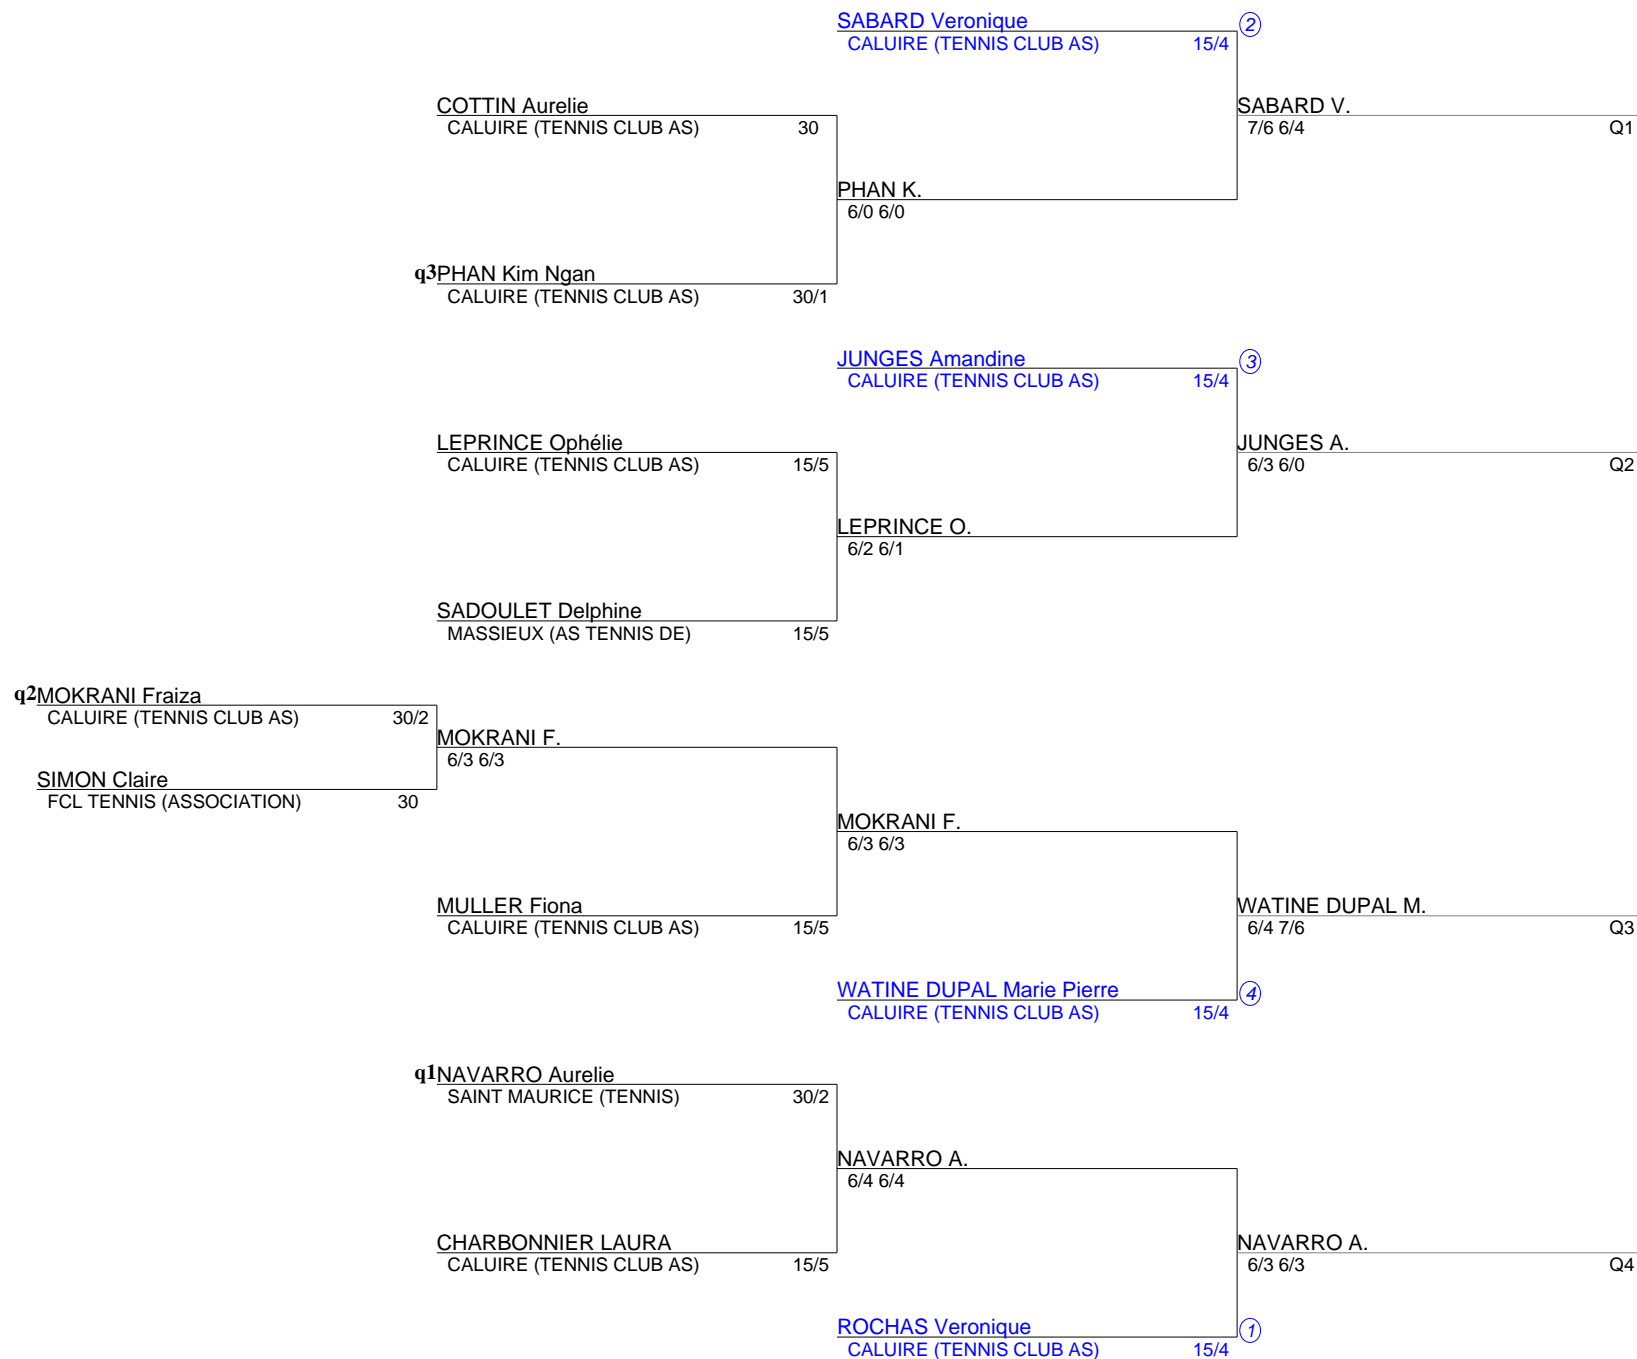 SABARD Veronique 2
CALUIRE (TENNIS CLUB AS) 15/4
COTTIN Aurelie
CALUIRE (TENNIS CLUB AS) 30
SABARD V.
7/6 6/4 Q1
PHAN K.
6/0 6/0
q3 PHAN Kim Ngan
CALUIRE (TENNIS CLUB AS) 30/1
JUNGES Amandine 3
CALUIRE (TENNIS CLUB AS) 15/4
LEPRINCE Ophélie
CALUIRE (TENNIS CLUB AS) 15/5
JUNGES A.
6/3 6/0 Q2
LEPRINCE O.
6/2 6/1
SADOULET Delphine
MASSIEUX (AS TENNIS DE) 15/5
q2 MOKRANI Fraiza
CALUIRE (TENNIS CLUB AS) 30/2
MOKRANI F.
6/3 6/3
SIMON Claire
FCL TENNIS (ASSOCIATION) 30
MOKRANI F.
6/3 6/3
MULLER Fiona
CALUIRE (TENNIS CLUB AS) 15/5
WATINE DUPAL M.
6/4 7/6 Q3
WATINE DUPAL Marie Pierre 4
CALUIRE (TENNIS CLUB AS) 15/4
q1 NAVARRO Aurelie
SAINT MAURICE (TENNIS) 30/2
NAVARRO A.
6/4 6/4
CHARBONNIER LAURA
CALUIRE (TENNIS CLUB AS) 15/5
NAVARRO A.
6/3 6/3 Q4
ROCHAS Veronique 1
CALUIRE (TENNIS CLUB AS) 15/4